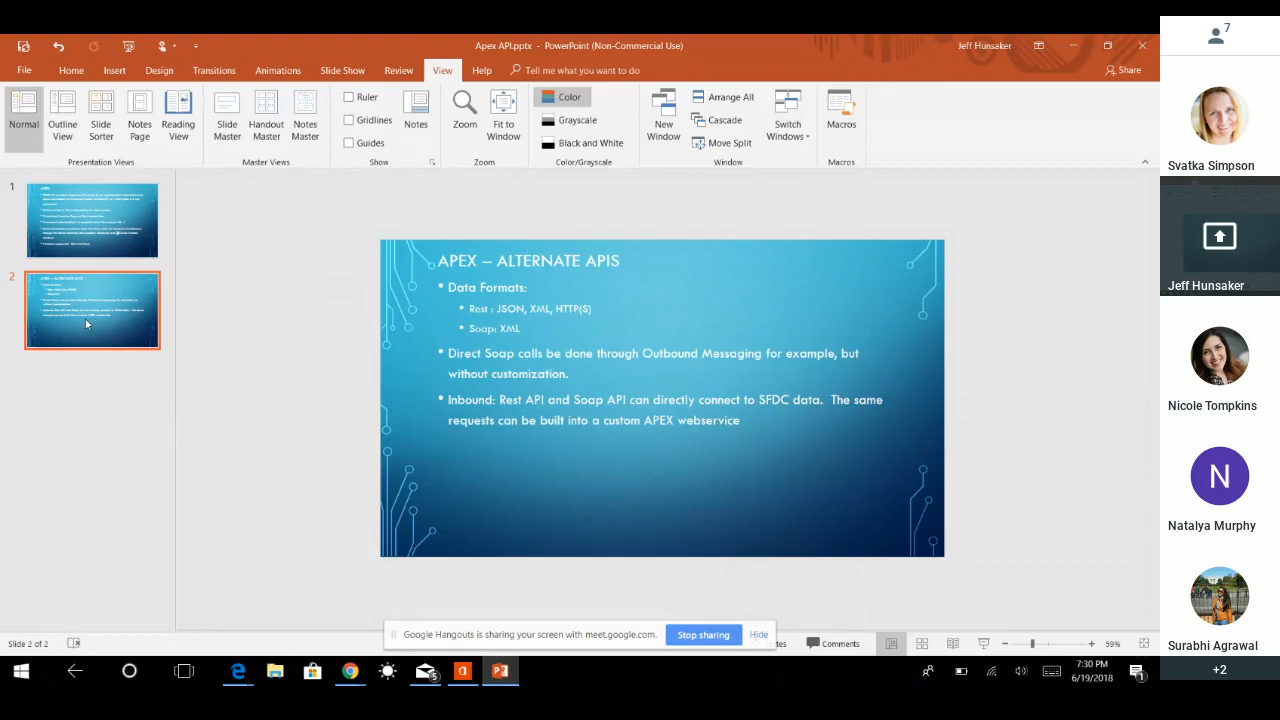 Apex API.pptx - PowerPoint (Non-Commercial Use)
Jeff Hunsaker
File Home Insert Design Transitions Animations Slide Show Review View Help Tell me what you want to do
Share
Normal
Outline View
Slide Sorter
Notes Page
Reading View
Presentation Views
Slide Master
Handout Master
Notes Master
Master Views
Ruler
Gridlines
Guides
Notes
Show
Zoom
Fit to Window
Zoom
Color
Grayscale
Black and White
Color/Grayscale
New Window
Arrange All
Cascade
Move Split
Switch Windows
Window
Macros
Macros
1
2
APEX – ALTERNATE APIS
• Data Formats:
• Rest : JSON, XML, HTTP(S)
• Soap: XML
• Direct Soap calls be done through Outbound Messaging for example, but
without customization.
• Inbound: Rest API and Soap API can directly connect to SFDC data. The same
requests can be built into a custom APEX webservice
Google Hangouts is sharing your screen with meet.google.com.
Stop sharing
Hide
Slide 2 of 2
Comments
59%
5
7:30 PM
6/19/2018
1
7
Svatka Simpson
Jeff Hunsaker
Nicole Tompkins
N
Natalya Murphy
Surabhi Agrawal
+2